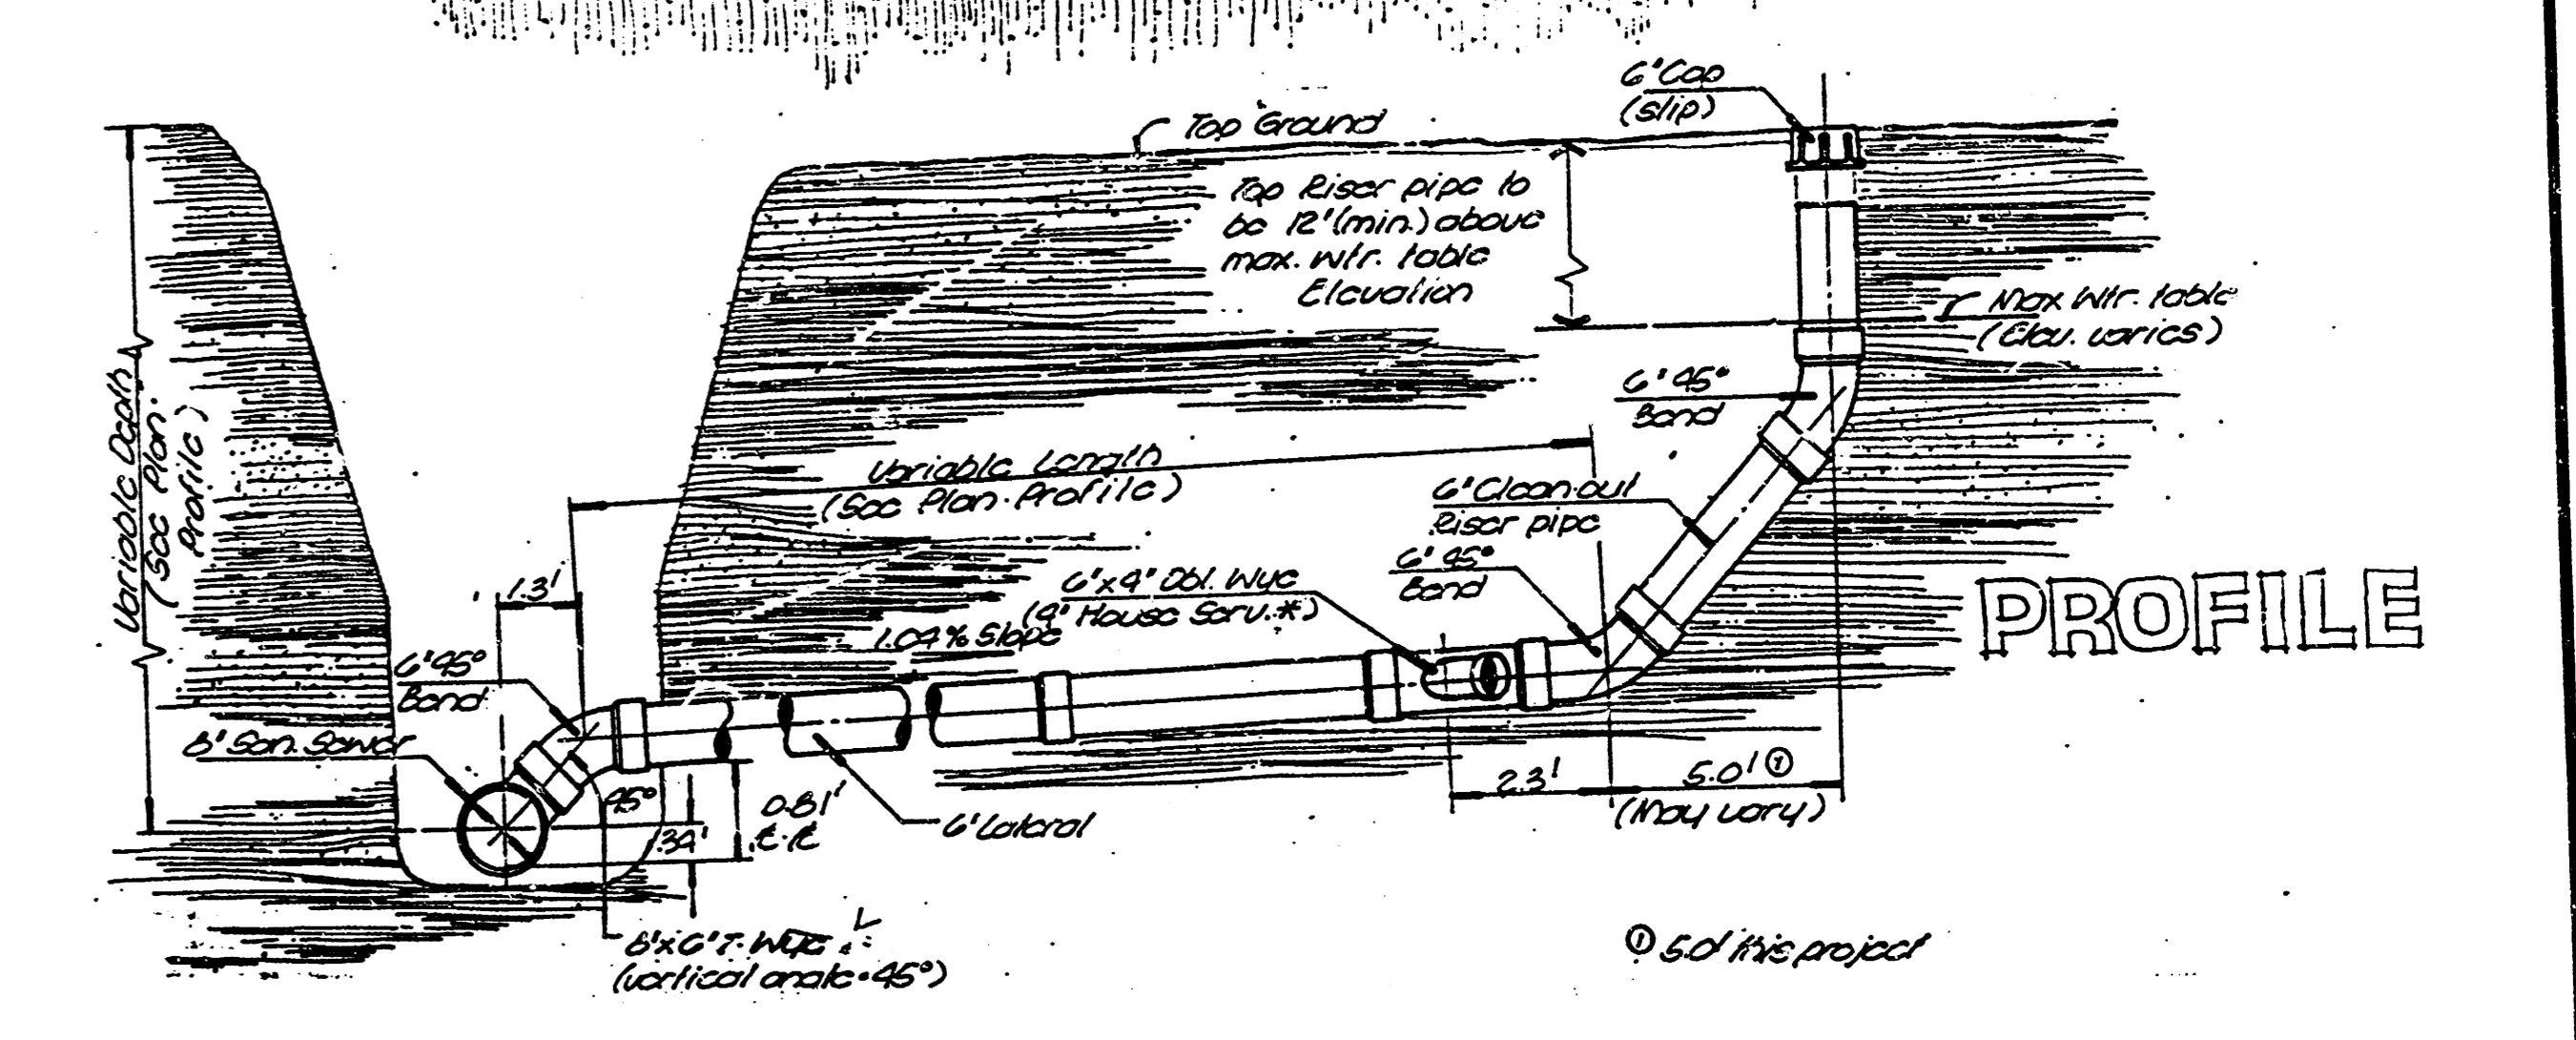 6" Cap
(slip)
Top Ground
Top Riser pipe to
be 12"(min.) above
max. wtr. table
Elevation
Max Wtr. table
(Elev. varies)
6" 45°
Bend
Variable Depth
(See Plan·
Profile)
Variable Length
(See Plan·Profile)
6" Clean·out
Riser pipe
6" 45°
Bend
6"x4" Dbl. Wye
(4" House Serv.*)
1.3'
1.04% Slope
PROFILE
6" 45°
Bend
8" San. Sewer
45°
.34'
0.81'
℄·℄
6" Lateral
2.3'
5.0' ①
(May vary)
8"x6" T·Wye
(vertical angle·45°)
① 5.0' this project